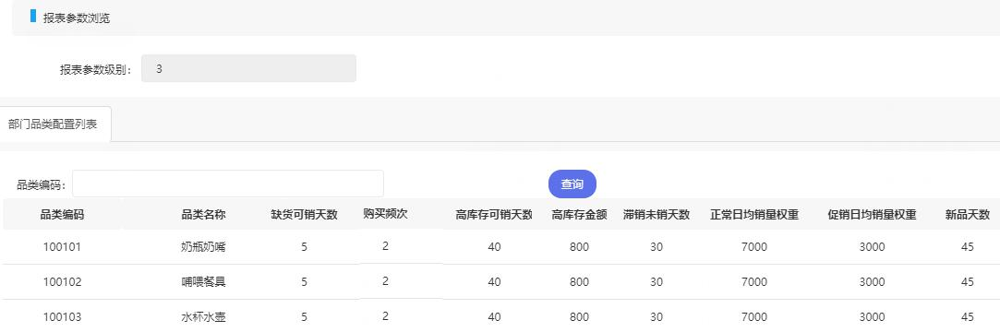 报表参数浏览
报表参数级别： 3
部门品类配置列表
品类编码： 查询
品类编码 品类名称 缺货可销天数 购买频次 高库存可销天数 高库存金额 滞销未销天数 正常日均销量权重 促销日均销量权重 新品天数
100101 奶瓶奶嘴 5 2 40 800 30 7000 3000 45
100102 哺喂餐具 5 2 40 800 30 7000 3000 45
100103 水杯水壶 5 2 40 800 30 7000 3000 45